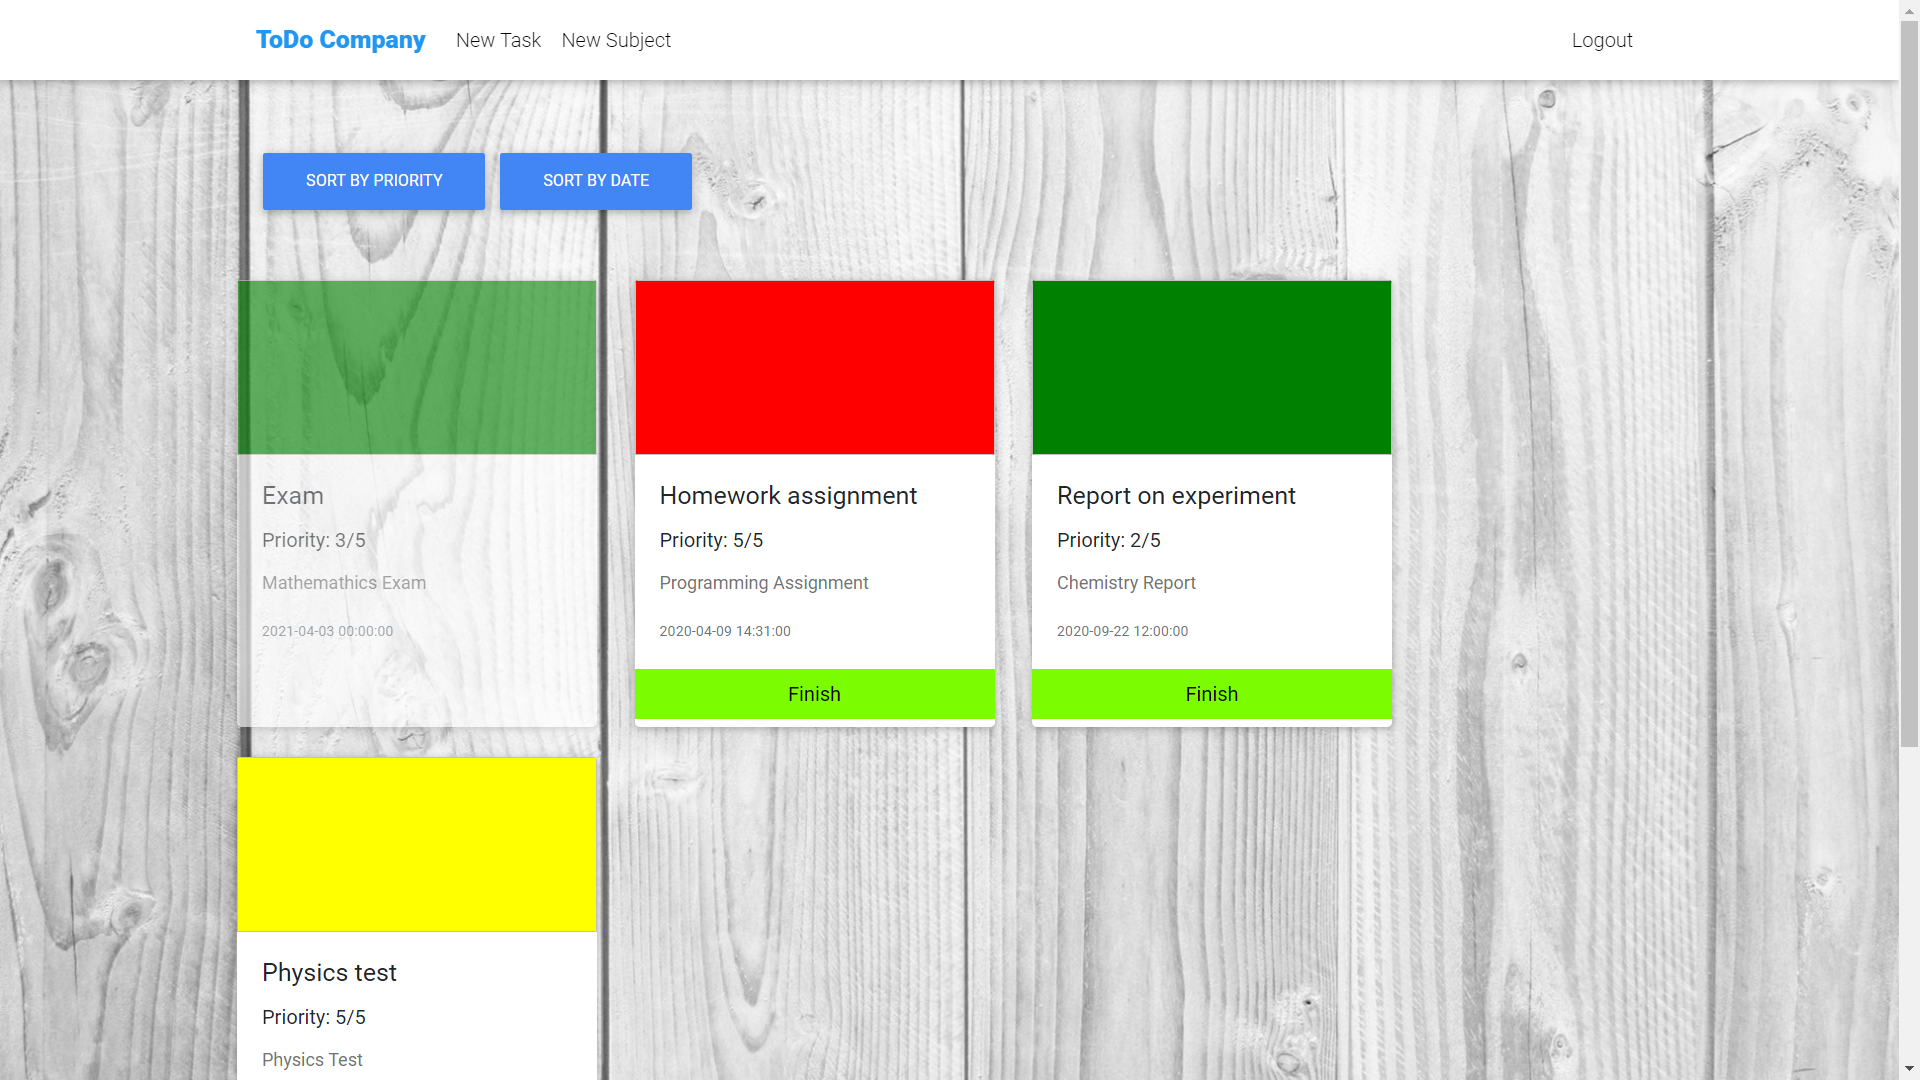 ToDo Company New Task New Subject Logout
SORT BY PRIORITY SORT BY DATE
Exam
Priority: 3/5
Mathemathics Exam
2021-04-03 00:00:00
Homework assignment
Priority: 5/5
Programming Assignment
2020-04-09 14:31:00
Finish
Report on experiment
Priority: 2/5
Chemistry Report
2020-09-22 12:00:00
Finish
Physics test
Priority: 5/5
Physics Test